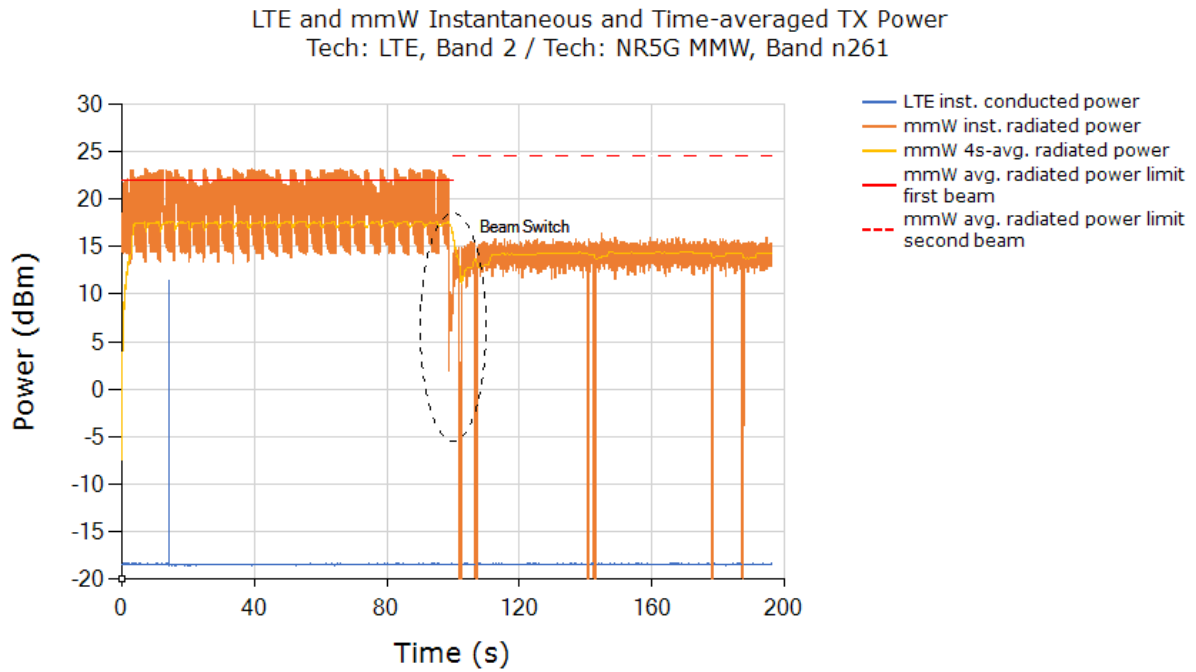 LTE and mmW Instantaneous and Time-averaged TX Power
Tech: LTE, Band 2 / Tech: NR5G MMW, Band n261
30
25
20
15
10
5
0
-5
-10
-15
-20
Power (dBm)
Beam Switch
0
40
80
120
160
200
Time (s)
LTE inst. conducted power
mmW inst. radiated power
mmW 4s-avg. radiated power
mmW avg. radiated power limit
first beam
mmW avg. radiated power limit
second beam